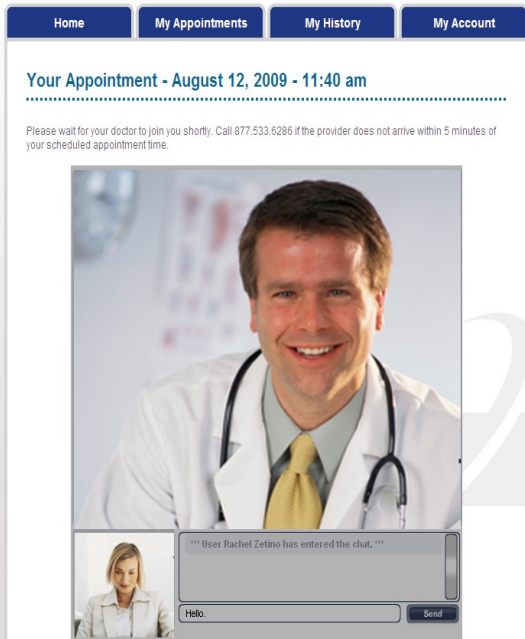 Home My Appointments My History My Account
Your Appointment - August 12, 2009 - 11:40 am
Please wait for your doctor to join you shortly. Call 877.533.6286 if the provider does not arrive within 5 minutes of
your scheduled appointment time.
*** User Rachel Zetino has entered the chat. ***
Hello.
Send